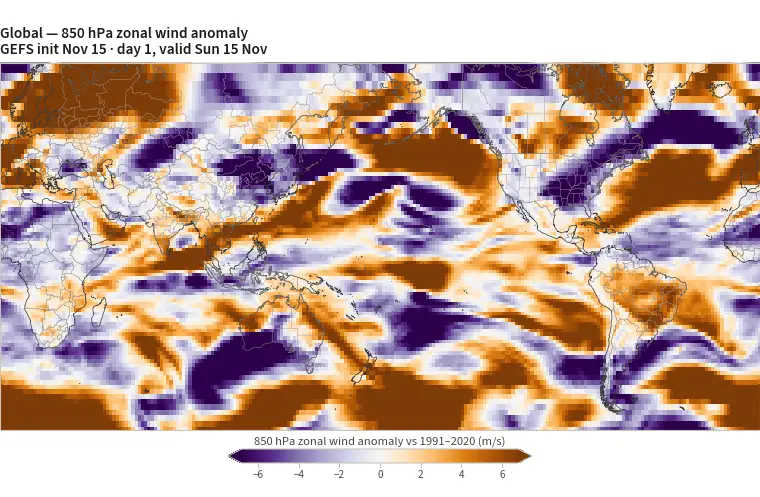 Global — 850 hPa zonal wind anomaly
GEFS init Nov 15 · day 1, valid Sun 15 Nov
850 hPa zonal wind anomaly vs 1991–2020 (m/s)
−6 −4 −2 0 2 4 6